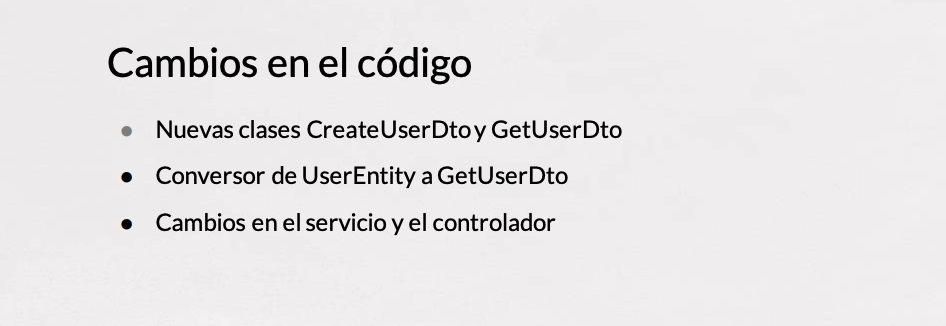 Cambios en el código
● Nuevas clases CreateUserDto y GetUserDto
● Conversor de UserEntity a GetUserDto
● Cambios en el servicio y el controlador